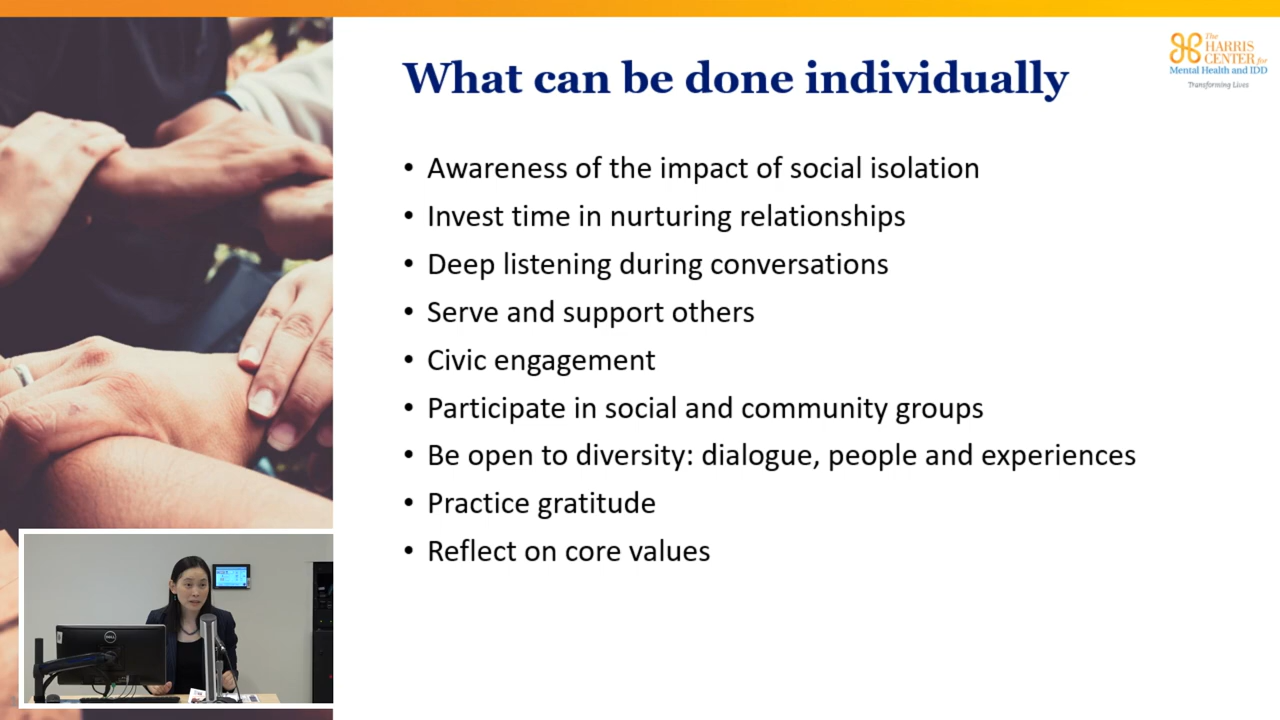 What can be done individually
The
HARRIS
CENTER for
Mental Health and IDD
Transforming Lives
• Awareness of the impact of social isolation
• Invest time in nurturing relationships
• Deep listening during conversations
• Serve and support others
• Civic engagement
• Participate in social and community groups
• Be open to diversity: dialogue, people and experiences
• Practice gratitude
• Reflect on core values
DELL